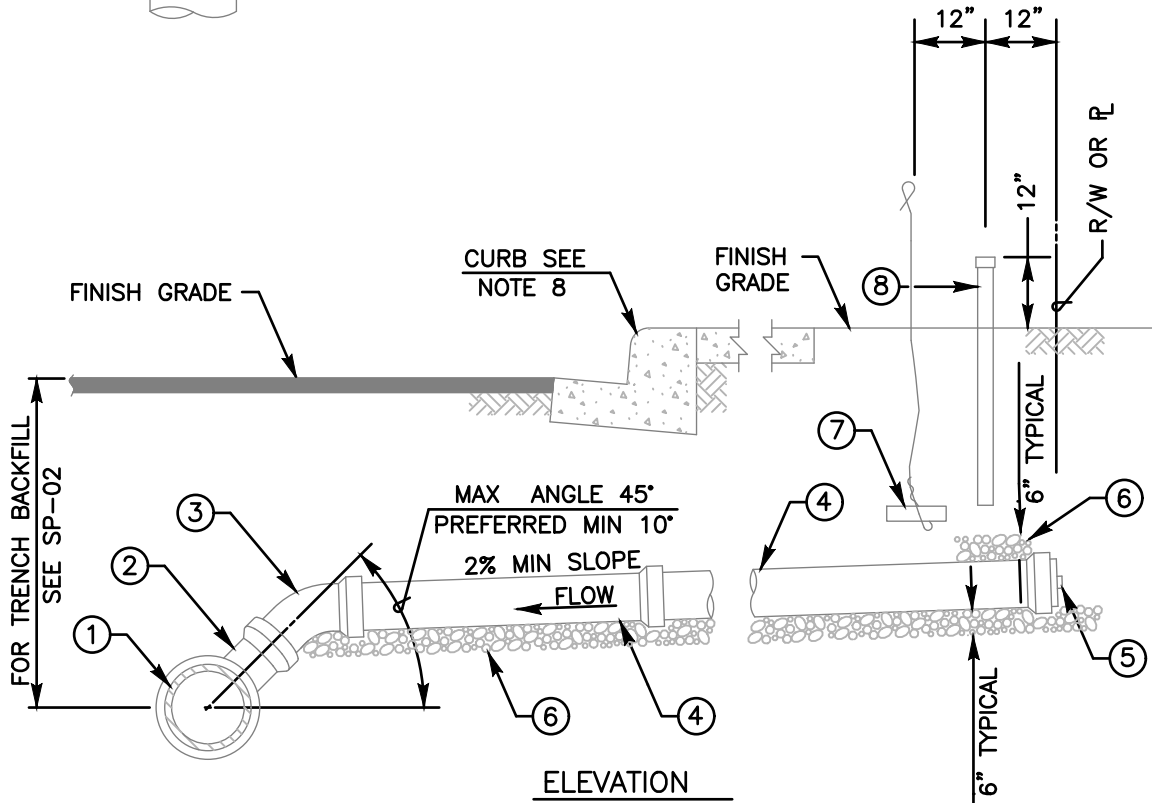 12" 12"
12"
R/W OR PL
CURB SEE
NOTE 8
FINISH
GRADE
8
FINISH GRADE
6" TYPICAL
7
FOR TRENCH BACKFILL
SEE SP-02
MAX ANGLE 45°
PREFERRED MIN 10°
4
6
3
2% MIN SLOPE
2
FLOW
1
5
6
4
6" TYPICAL
ELEVATION